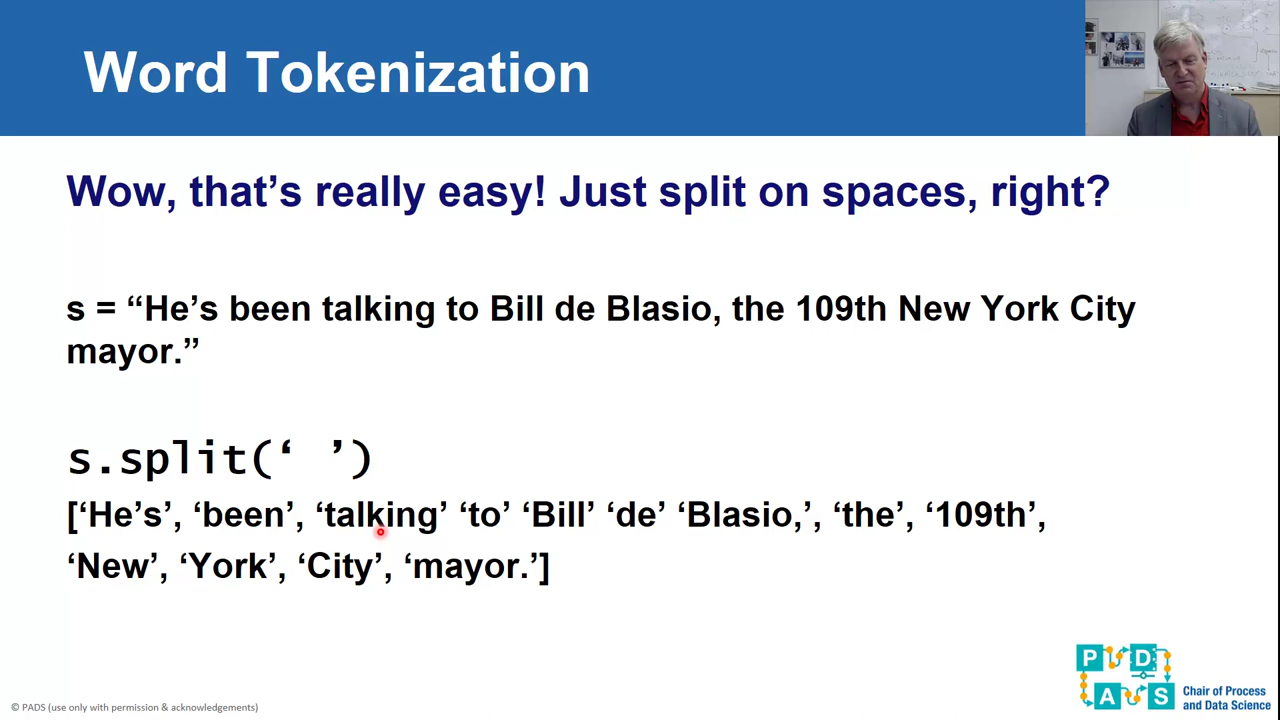 Word Tokenization
Wow, that’s really easy! Just split on spaces, right?
s = “He’s been talking to Bill de Blasio, the 109th New York City
mayor.”
s.split(‘ ’)
[‘He’s’, ‘been’, ‘talking’ ‘to’ ‘Bill’ ‘de’ ‘Blasio,’, ‘the’, ‘109th’,
‘New’, ‘York’, ‘City’, ‘mayor.’]
P D
A S
Chair of Process
and Data Science
© PADS (use only with permission & acknowledgements)